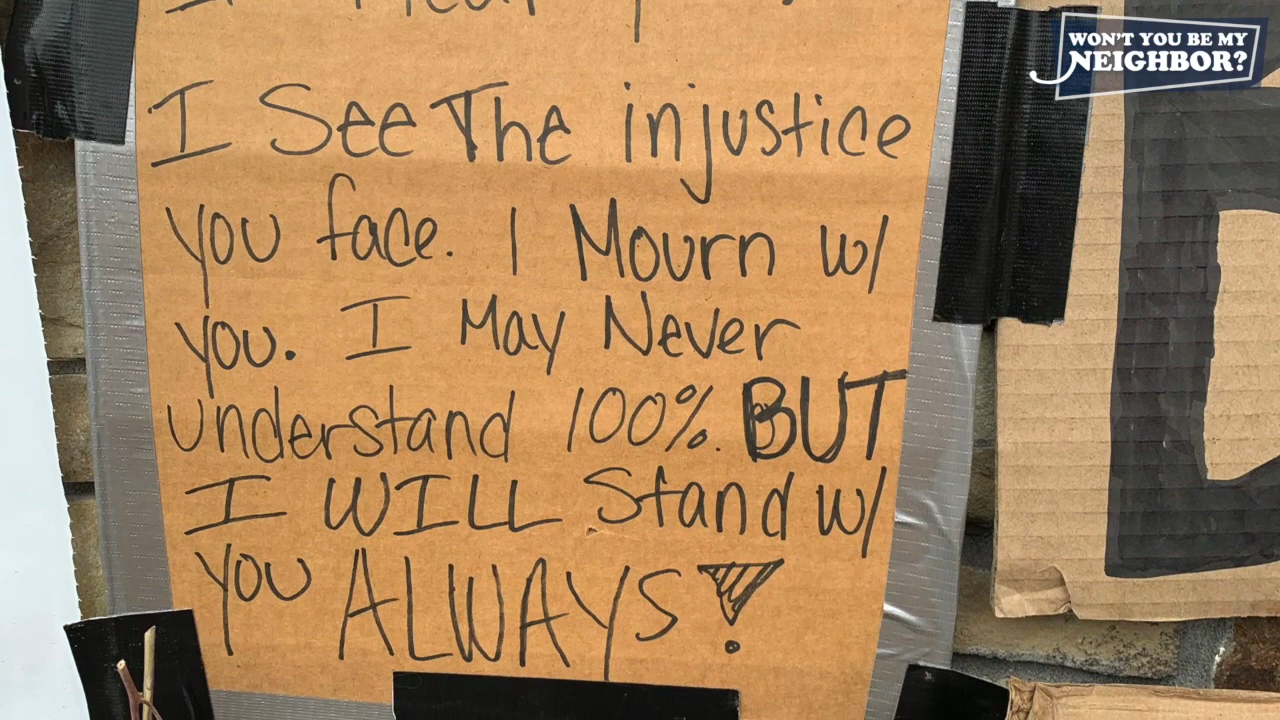 I See The injustice
you face. I Mourn w/
you. I May Never
understand 100%. BUT
I WILL Stand w/
you ALWAYS!
WON'T YOU BE MY
NEIGHBOR?